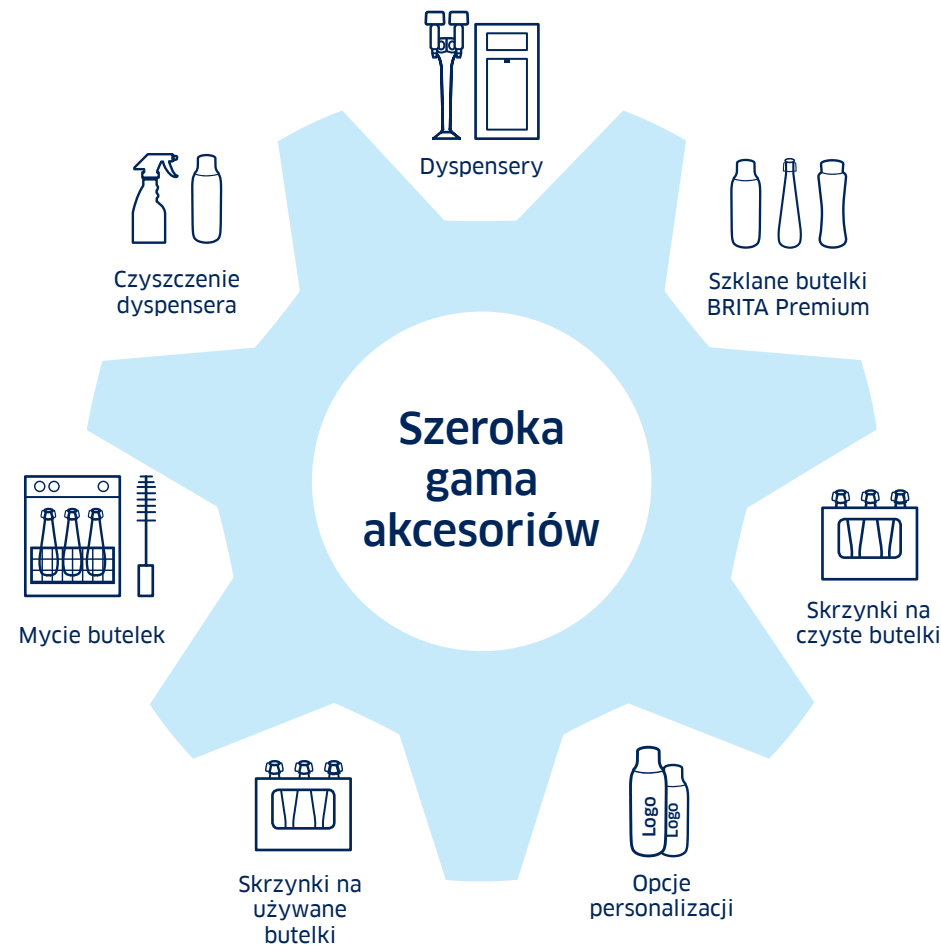 Dyspensery
Czyszczenie
dyspensera
Szklane butelki
BRITA Premium
Szeroka
gama
akcesoriów
Mycie butelek
Skrzynki na
czyste butelki
Skrzynki na
używane
butelki
Logo
Logo
Opcje
personalizacji